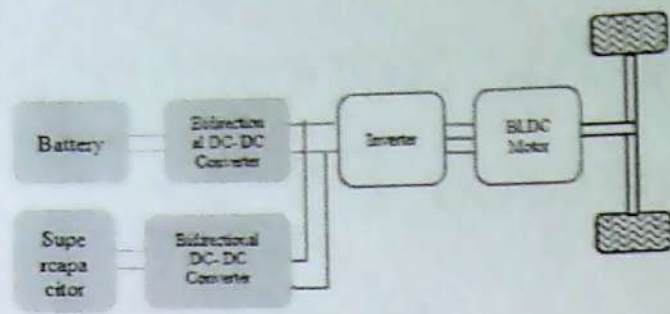 Battery
Bidirection
al DC- DC
Converter
Inverter
BLDC
Motor
Supe
rcapa
citor
Bidirectional
DC- DC
Converter